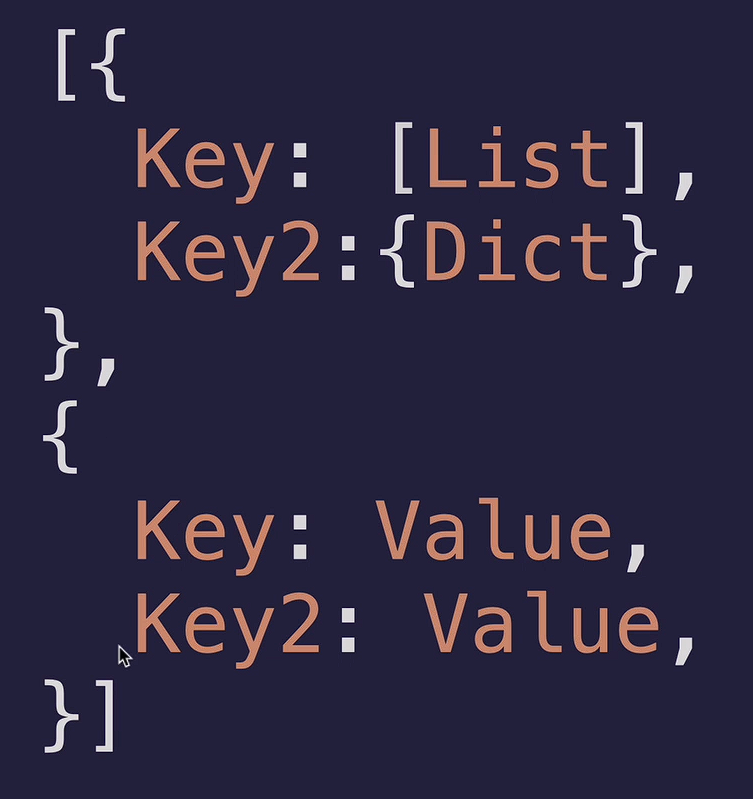 [{
Key: [List],
Key2:{Dict},
},
{
Key: Value,
Key2: Value,
}]